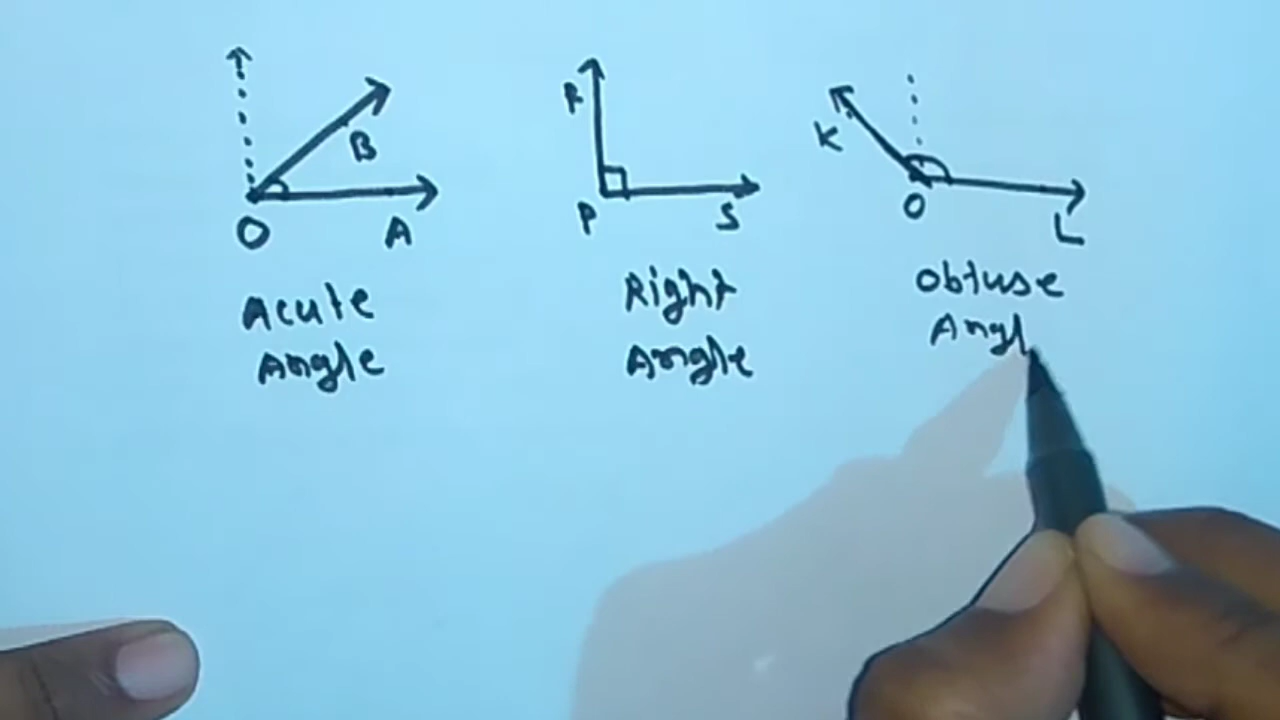 B
O A
Acute
Angle
R
P S
Right
Angle
K
O
L
Obtuse
Angl